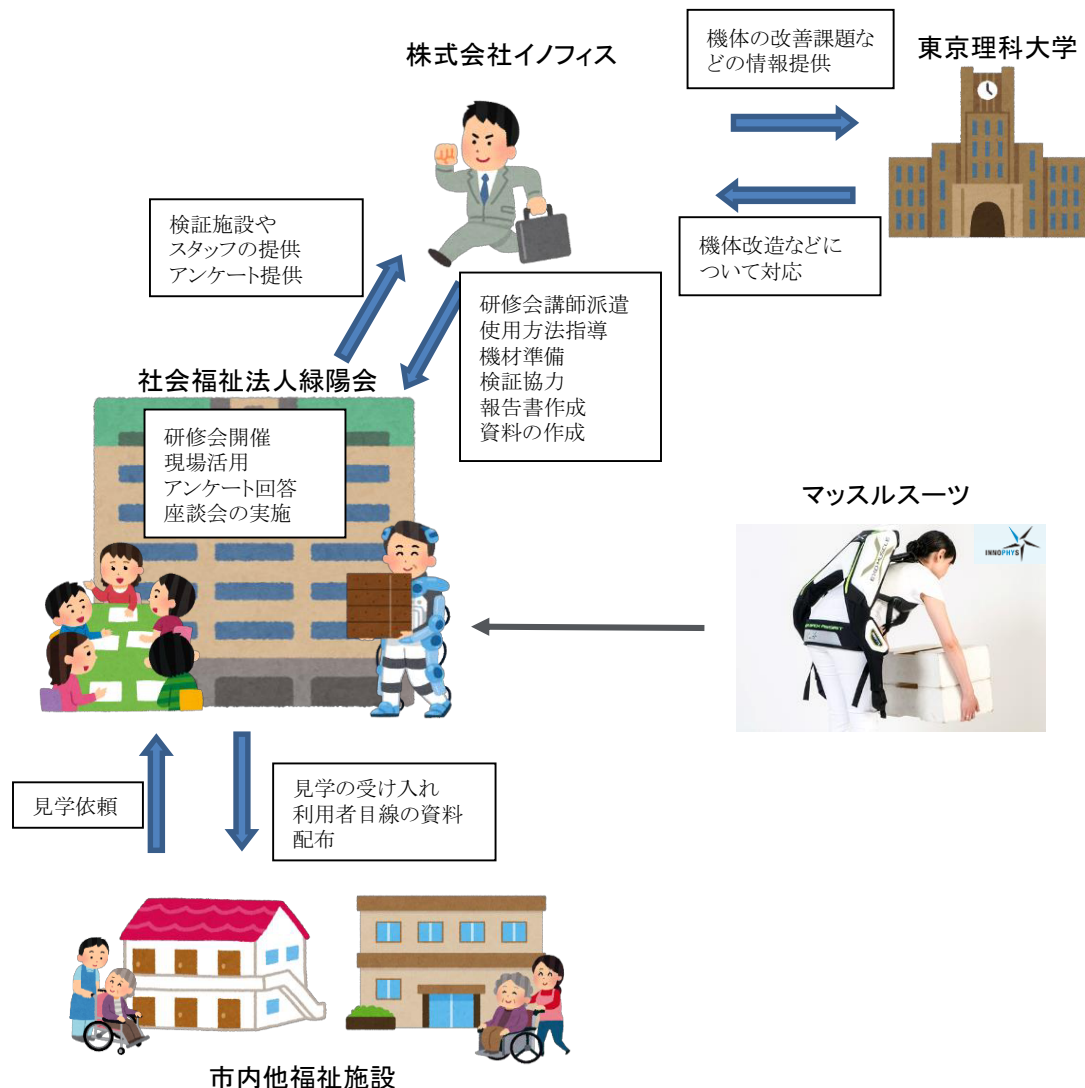 株式会社イノフィス
機体の改善課題な
どの情報提供
東京理科大学
検証施設や
スタッフの提供
アンケート提供
機体改造などに
ついて対応
研修会講師派遣
使用方法指導
機材準備
検証協力
報告書作成
資料の作成
社会福祉法人緑陽会
研修会開催
現場活用
アンケート回答
座談会の実施
マッスルスーツ
INNOPHYS
見学依頼
見学の受け入れ
利用者目線の資料
配布
市内他福祉施設